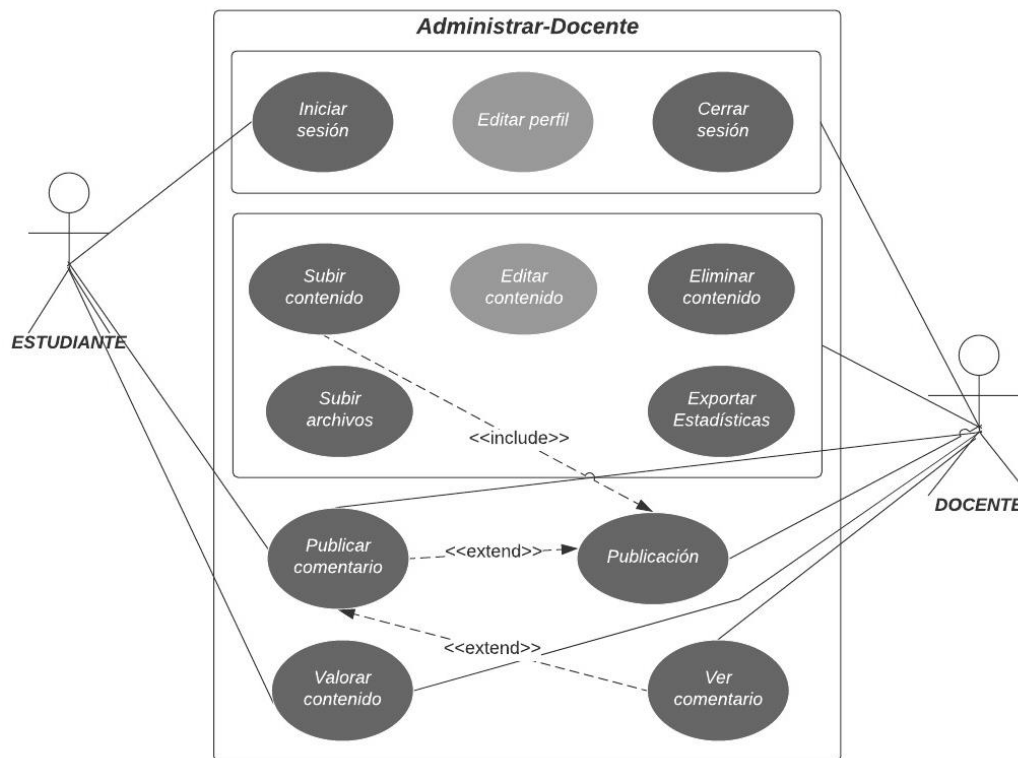 Administrar-Docente
Iniciar
sesión
Editar perfil
Cerrar
sesión
Subir
contenido
Editar
contenido
Eliminar
contenido
ESTUDIANTE
Subir
archivos
Exportar
Estadísticas
<<include>>
DOCENTE
Publicar
comentario
<<extend>>
Publicación
<<extend>>
Valorar
contenido
Ver
comentario